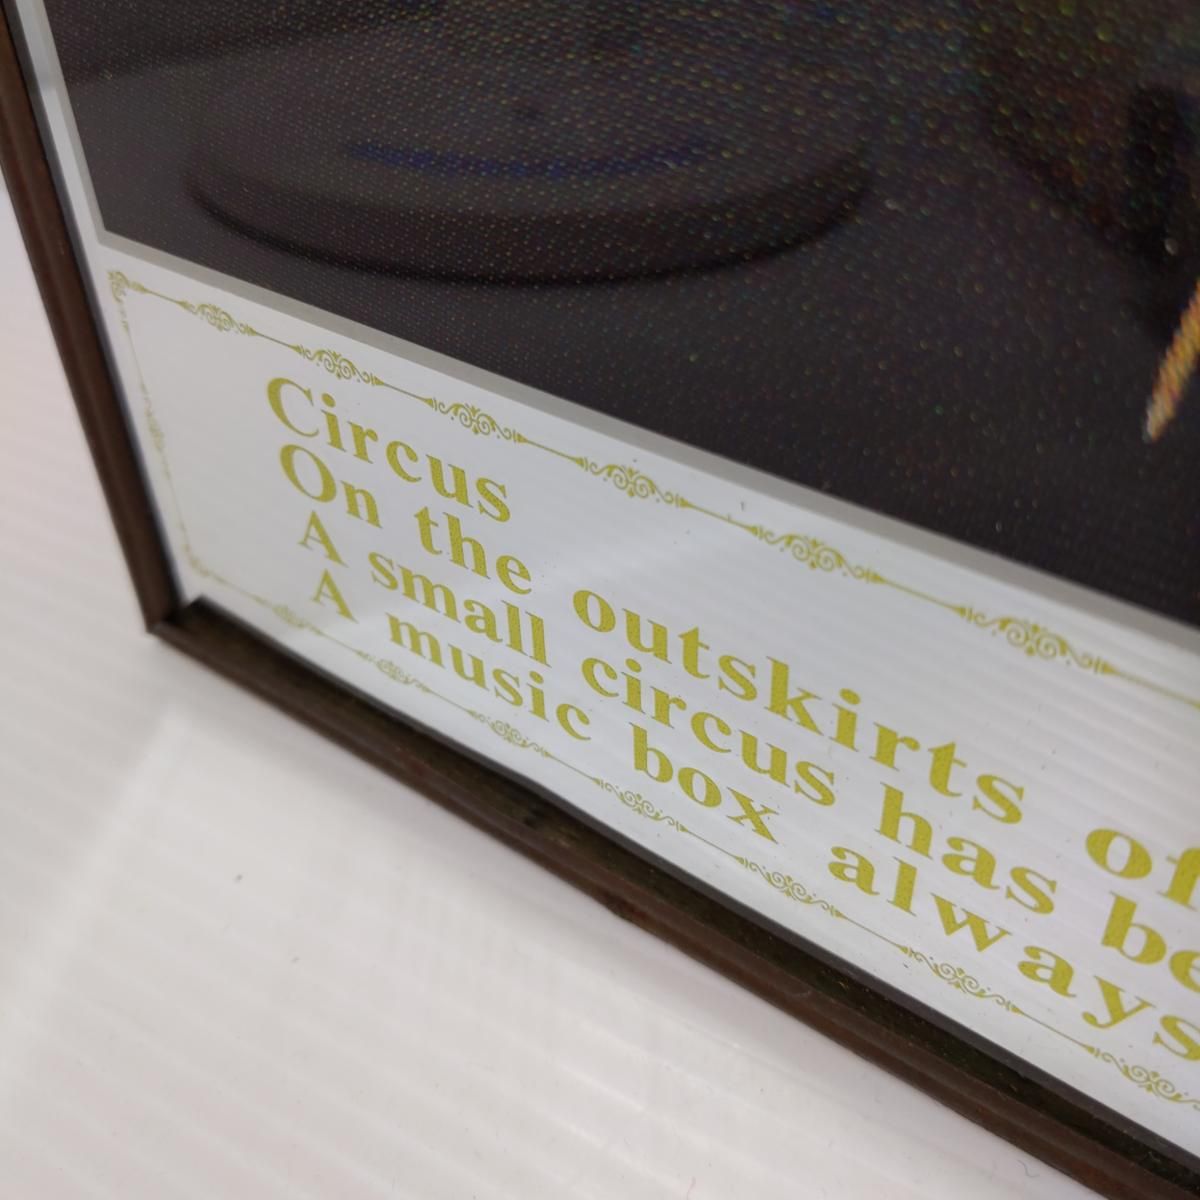 Circus
On the outskirts of
A small circus has be
A music box always